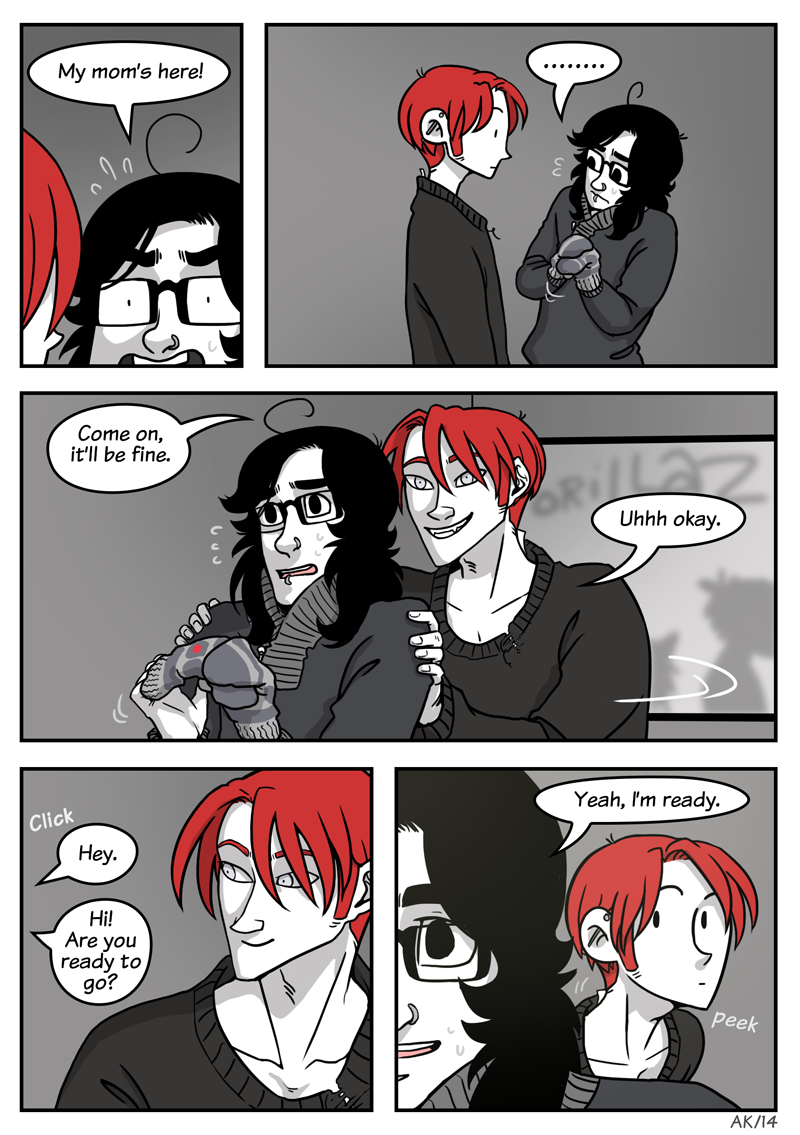 My mom's here!
........
Come on,
it'll be fine.
ORiLLaZ
Uhhh okay.
Click
Hey.
Hi!
Are you
ready to
go?
Yeah, I'm ready.
Peek
AK/14